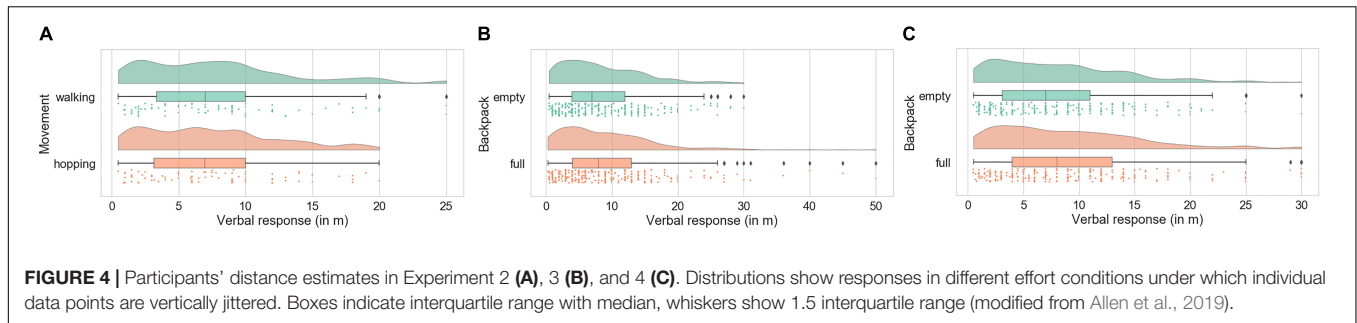 A
Movement
walking
hopping
0 5 10 15 20 25
Verbal response (in m)
B
Backpack
empty
full
0 10 20 30 40 50
Verbal response (in m)
C
Backpack
empty
full
0 5 10 15 20 25 30
Verbal response (in m)
FIGURE 4 | Participants’ distance estimates in Experiment 2 (A), 3 (B), and 4 (C). Distributions show responses in different effort conditions under which individual
data points are vertically jittered. Boxes indicate interquartile range with median, whiskers show 1.5 interquartile range (modified from Allen et al., 2019).